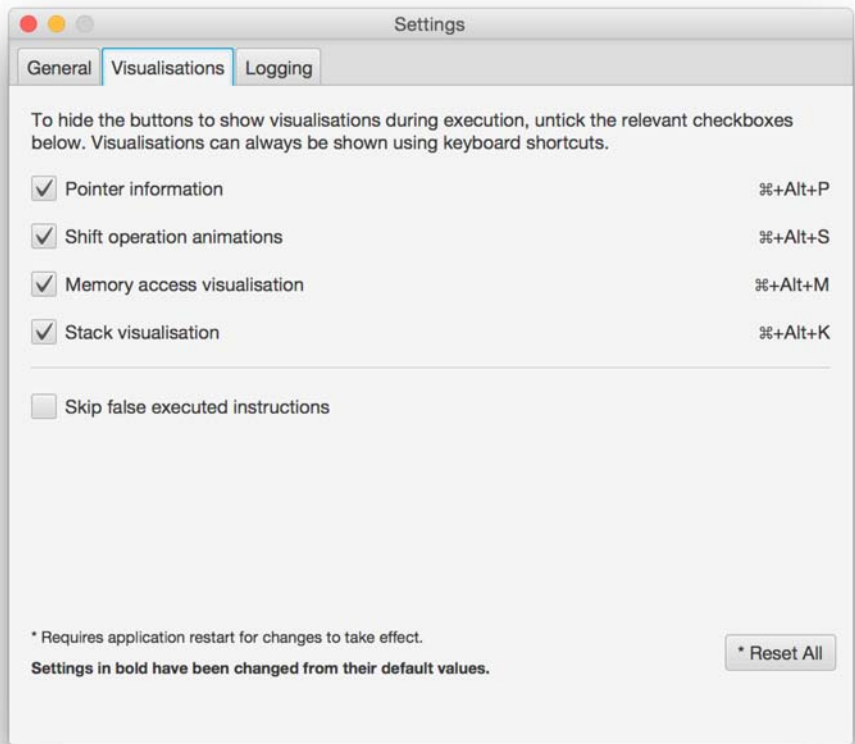 Settings
General Visualisations Logging
To hide the buttons to show visualisations during execution, untick the relevant checkboxes
below. Visualisations can always be shown using keyboard shortcuts.
Pointer information ⌘+Alt+P
Shift operation animations ⌘+Alt+S
Memory access visualisation ⌘+Alt+M
Stack visualisation ⌘+Alt+K
Skip false executed instructions
* Requires application restart for changes to take effect.
* Reset All
Settings in bold have been changed from their default values.